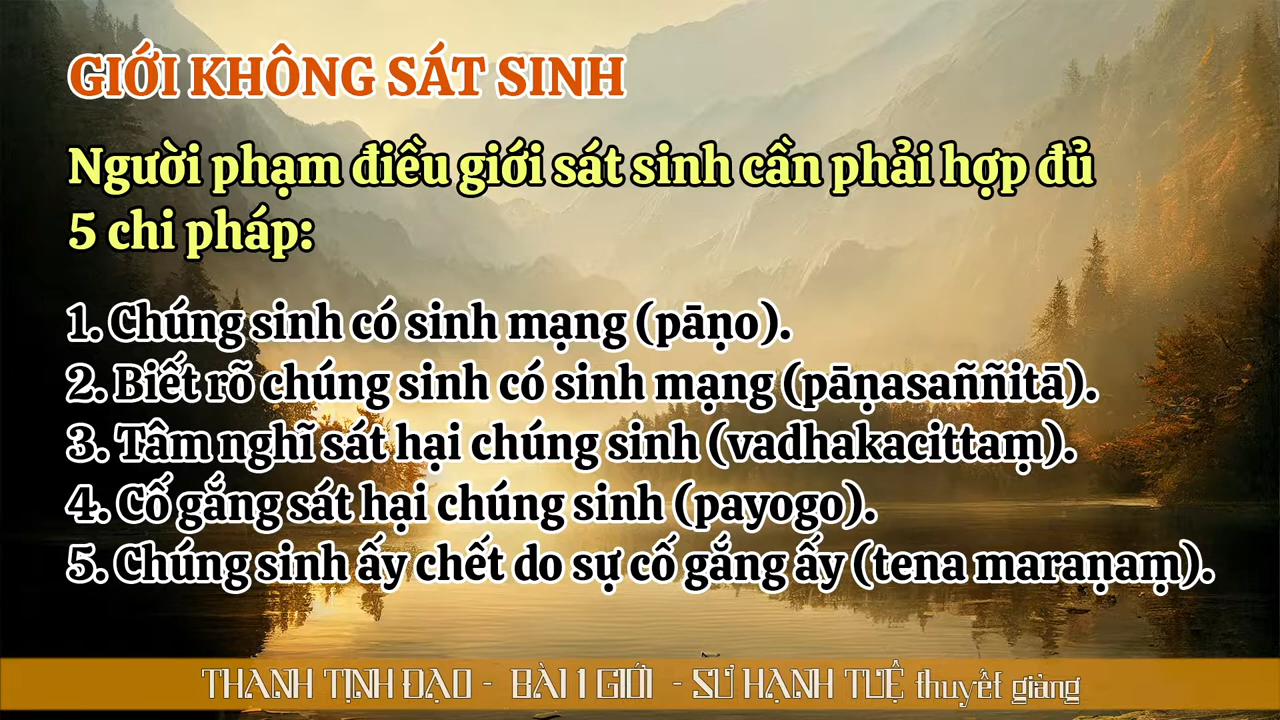 GIỚI KHÔNG SÁT SINH
Người phạm điều giới sát sinh cần phải hợp đủ
5 chi pháp:
1. Chúng sinh có sinh mạng (pāṇo).
2. Biết rõ chúng sinh có sinh mạng (pāṇasaññitā).
3. Tâm nghĩ sát hại chúng sinh (vadhakacittaṃ).
4. Cố gắng sát hại chúng sinh (payogo).
5. Chúng sinh ấy chết do sự cố gắng ấy (tena maraṇaṃ).
THANH TỊNH ĐẠO - BÀI 1 GIỚI - SƯ HẠNH TUỆ thuyết giàng